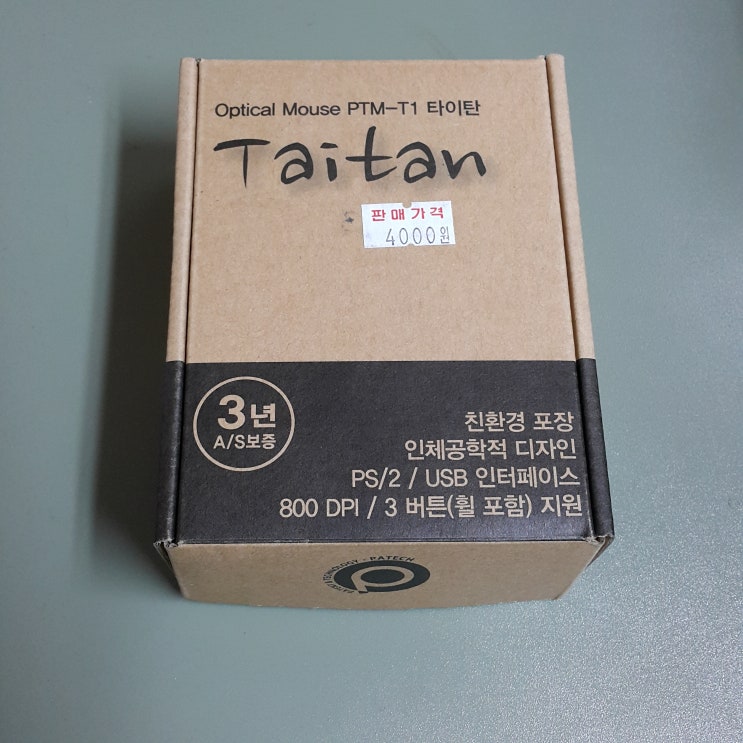 Optical Mouse PTM-T1 타이탄
Taitan
판매가격
4000원
3년
A/S보증
친환경 포장
인체공학적 디자인
PS/2 / USB 인터페이스
800 DPI / 3 버튼(휠 포함) 지원
TECHNOLOGY - PATECH